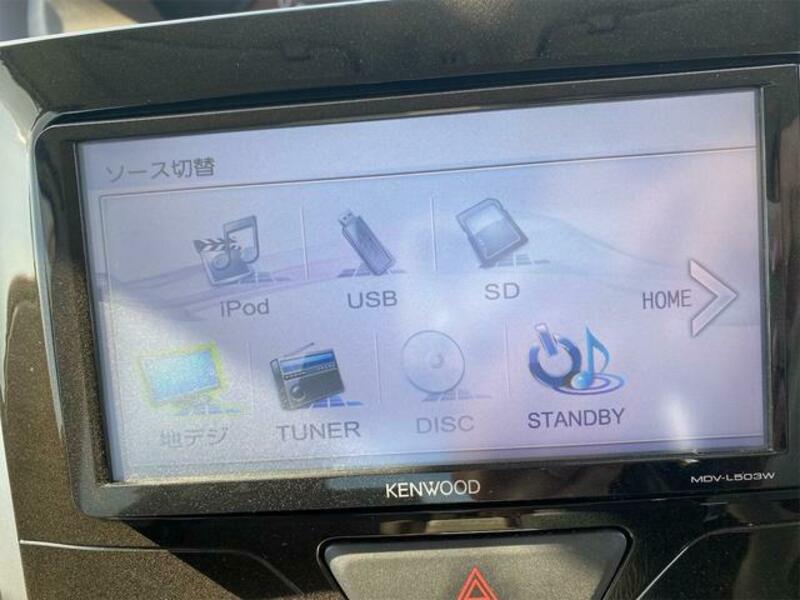 ソース切替
iPod
USB
SD
HOME
地デジ
TUNER
DISC
STANDBY
KENWOOD
MDV-L503W